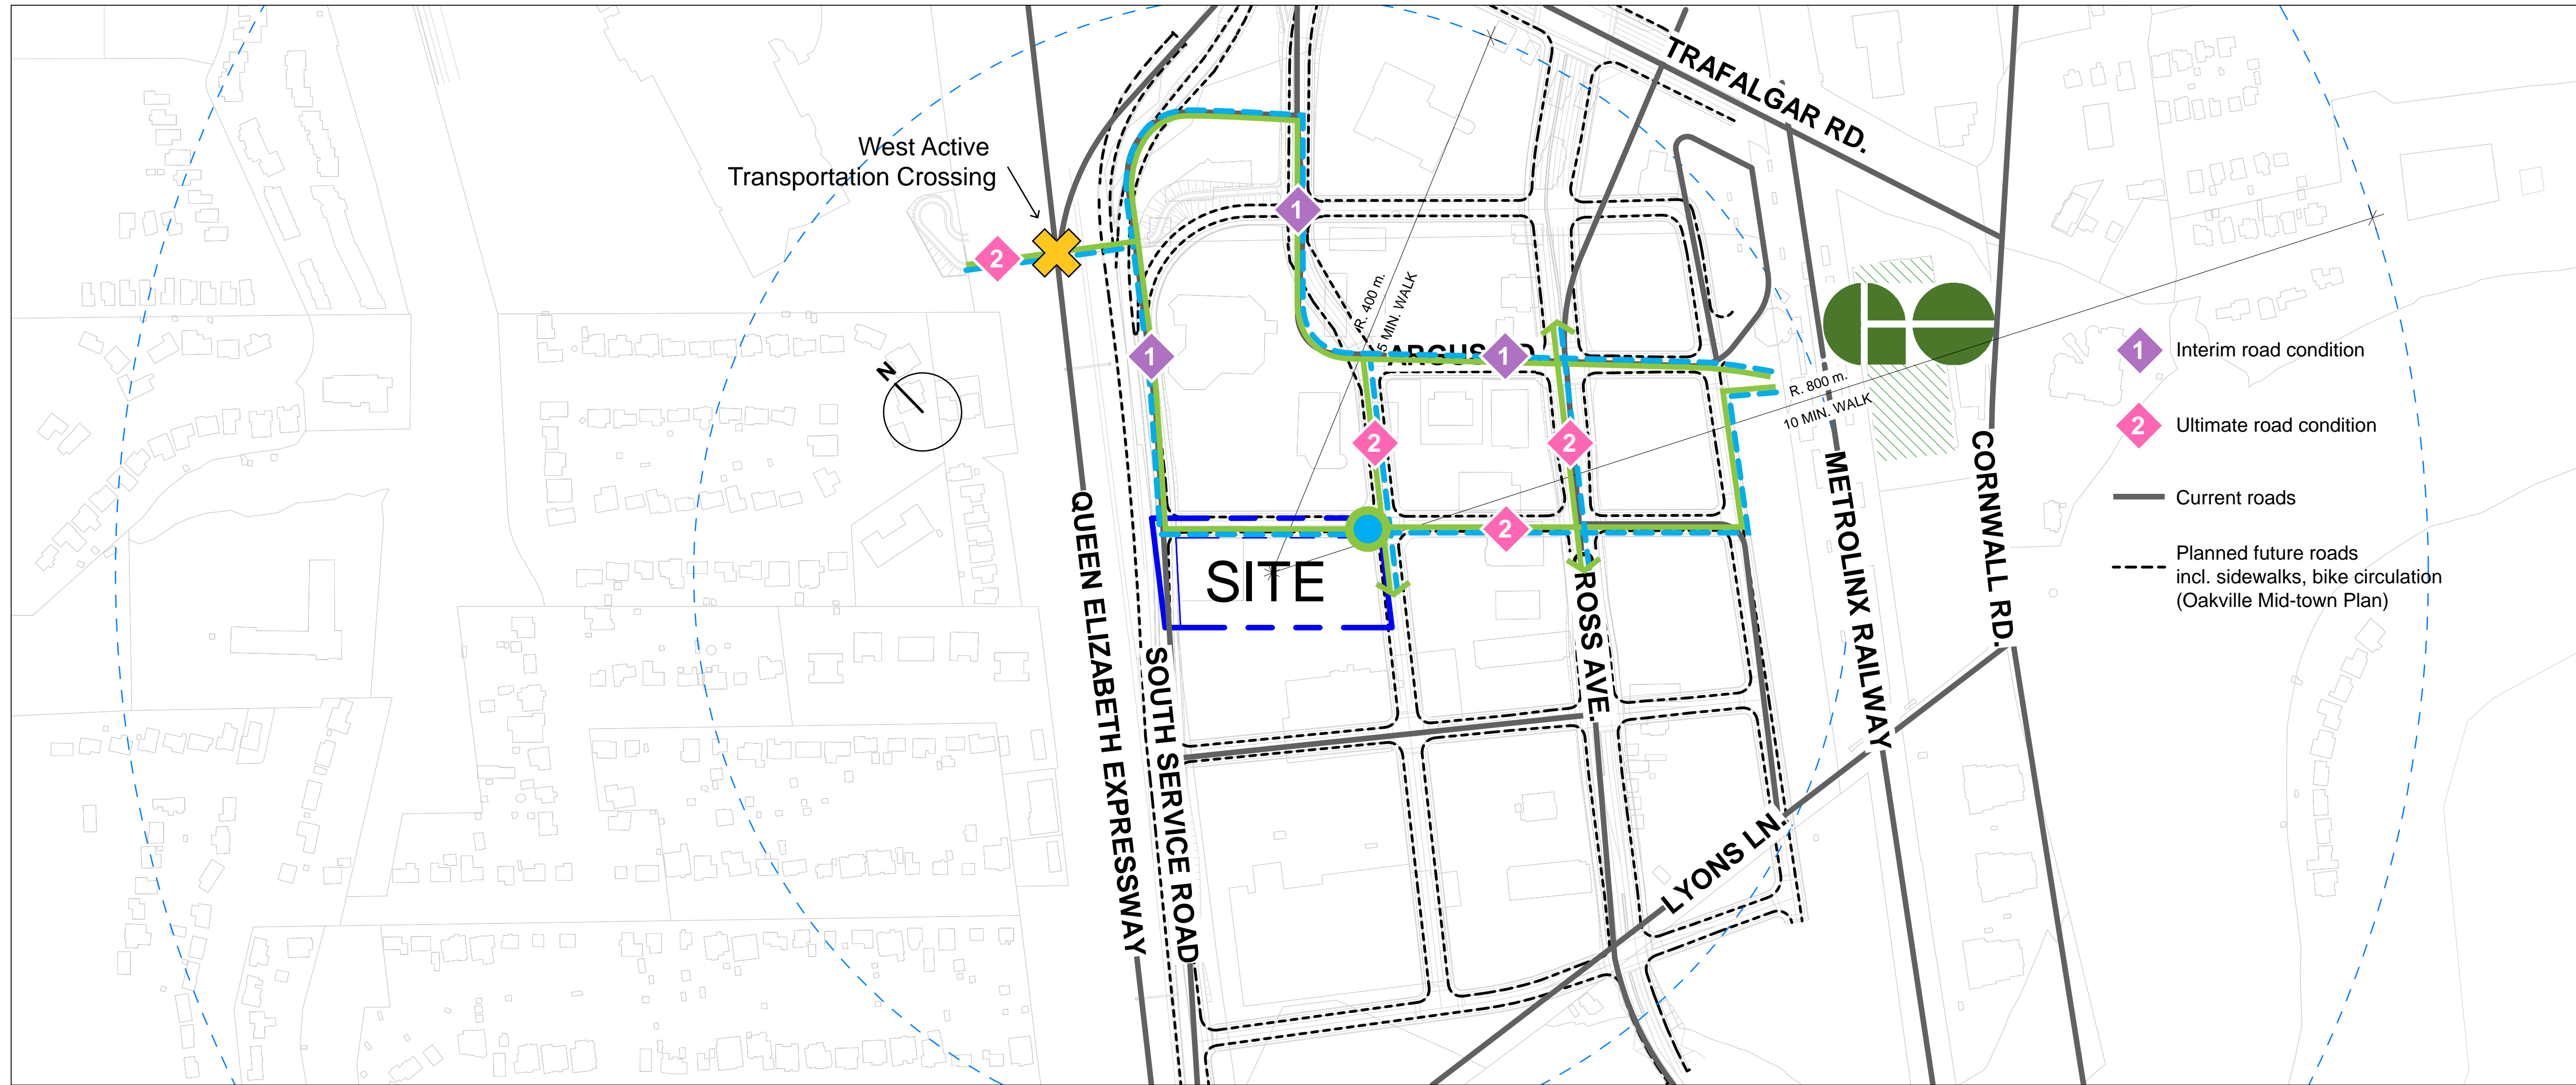 TRAFALGAR RD.
West Active
Transportation Crossing
1
2
R. 400 m.
5 MIN. WALK
N
1
1
2
2
R. 800 m.
10 MIN. WALK
1 Interim road condition
2 Ultimate road condition
Current roads
Planned future roads
incl. sidewalks, bike circulation
(Oakville Mid-town Plan)
2
SITE
QUEEN ELIZABETH EXPRESSWAY
SOUTH SERVICE ROAD
ROSS AVE.
METROLINX RAILWAY
CORNWALL RD.
LYONS LN.